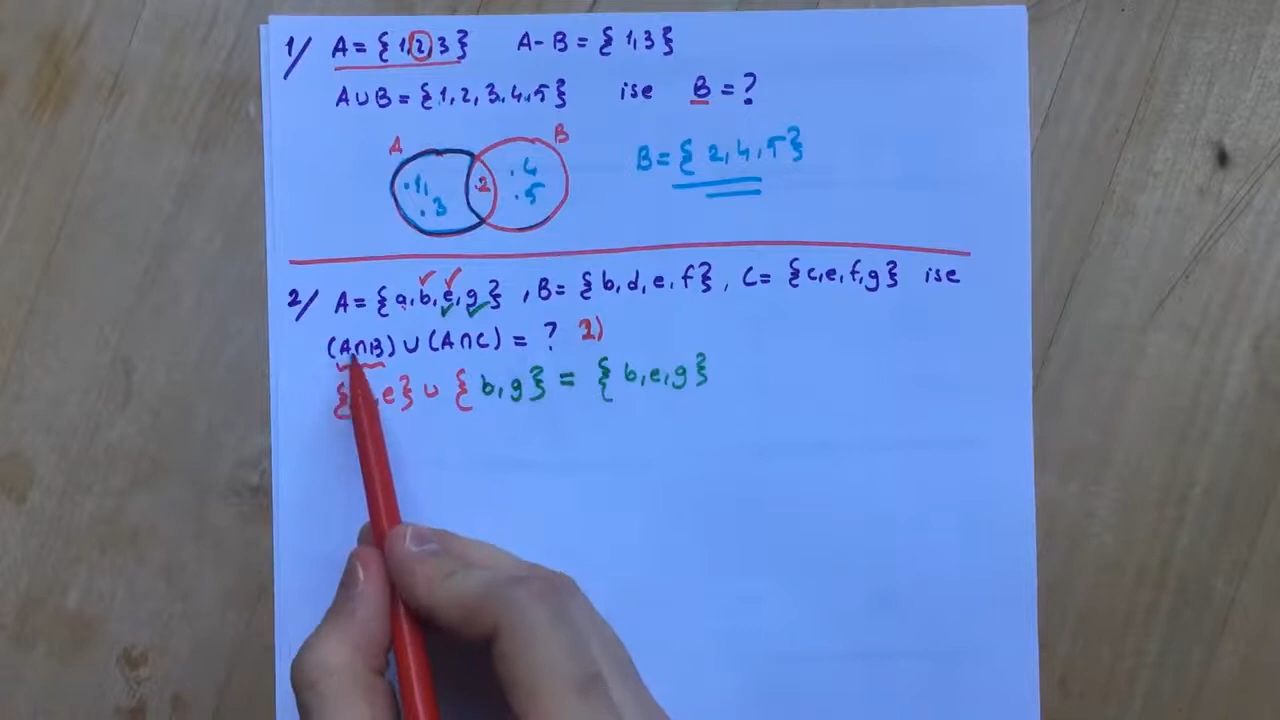 1/ A = { 1, 2, 3 } A - B = { 1, 3 }
A ∪ B = { 1, 2, 3, 4, 5 } ise B = ?
A B
. 1, . 2 . 4
. 3 . 5
B = { 2, 4, 5 }
2/ A = { a, b, e, g } , B = { b, d, e, f } , C = { c, e, f, g } ise
(A ∩ B) ∪ (A ∩ C) = ? 1)
{ e } ∪ { b, g } = { b, e, g }